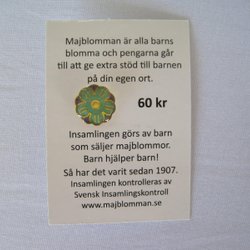 Majblomman är alla barns
blomma och pengarna går
till att ge extra stöd till barnen
på din egen ort.
60 kr
Insamlingen görs av barn
som säljer majblommor.
Barn hjälper barn!
Så har det varit sedan 1907.
Insamlingen kontrolleras av
Svensk Insamlingskontroll
www.majblomman.se